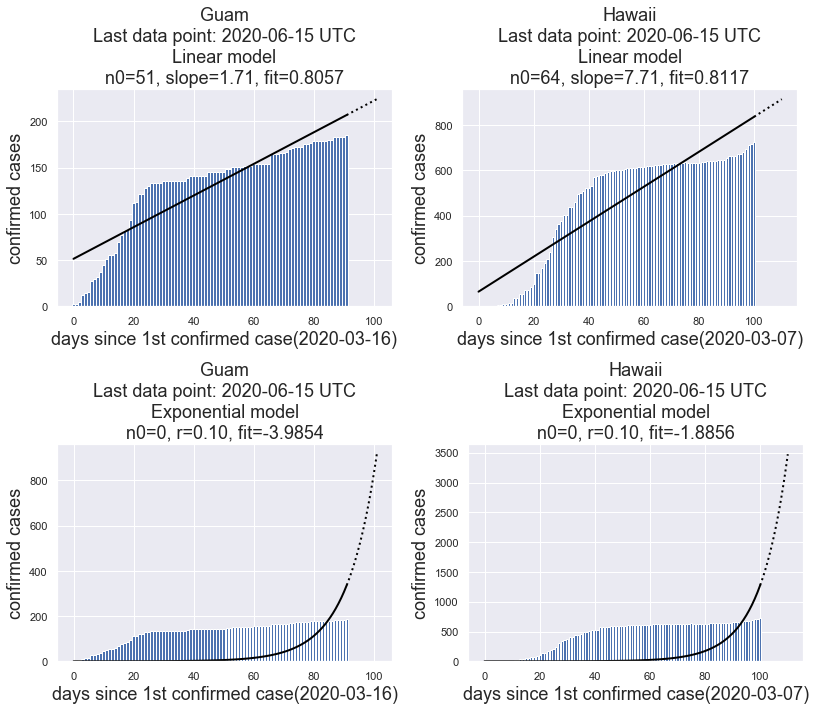 Guam
Last data point: 2020-06-15 UTC
Linear model
n0=51, slope=1.71, fit=0.8057
confirmed cases
200
150
100
50
0
0 20 40 60 80 100
days since 1st confirmed case(2020-03-16)
Hawaii
Last data point: 2020-06-15 UTC
Linear model
n0=64, slope=7.71, fit=0.8117
confirmed cases
800
600
400
200
0
0 20 40 60 80 100
days since 1st confirmed case(2020-03-07)
Guam
Last data point: 2020-06-15 UTC
Exponential model
n0=0, r=0.10, fit=-3.9854
confirmed cases
800
600
400
200
0
0 20 40 60 80 100
days since 1st confirmed case(2020-03-16)
Hawaii
Last data point: 2020-06-15 UTC
Exponential model
n0=0, r=0.10, fit=-1.8856
confirmed cases
3500
3000
2500
2000
1500
1000
500
0
0 20 40 60 80 100
days since 1st confirmed case(2020-03-07)